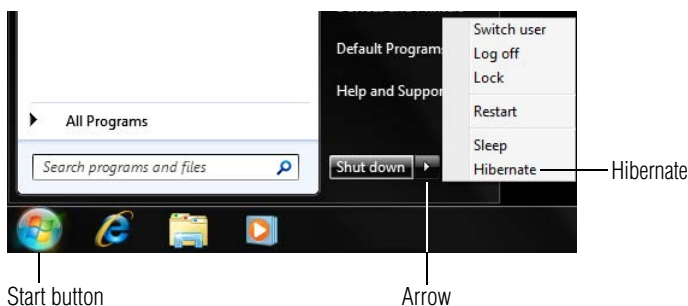 Switch user
Default Program
Log off
Lock
Help and Suppor
Restart
All Programs
Sleep
Search programs and files
Shut down
Hibernate
Hibernate
Start button
Arrow